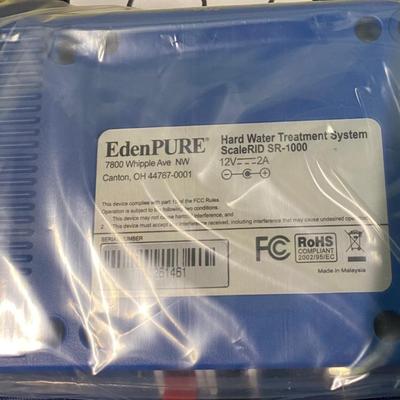 EdenPURE®
7800 Whipple Ave NW
Canton, OH 44767-0001
Hard Water Treatment System
ScaleRID SR-1000
12V⎓2A
This device complies with part 15 of the FCC Rules.
Operation is subject to the following two conditions.
This device may not cause harmful interference, and
2 This device must accept any interference received, including interference that may cause undesired operation.
SERIAL NUMBER
FC
RoHS
COMPLIANT
2002/95/EC
Made in Malaysia